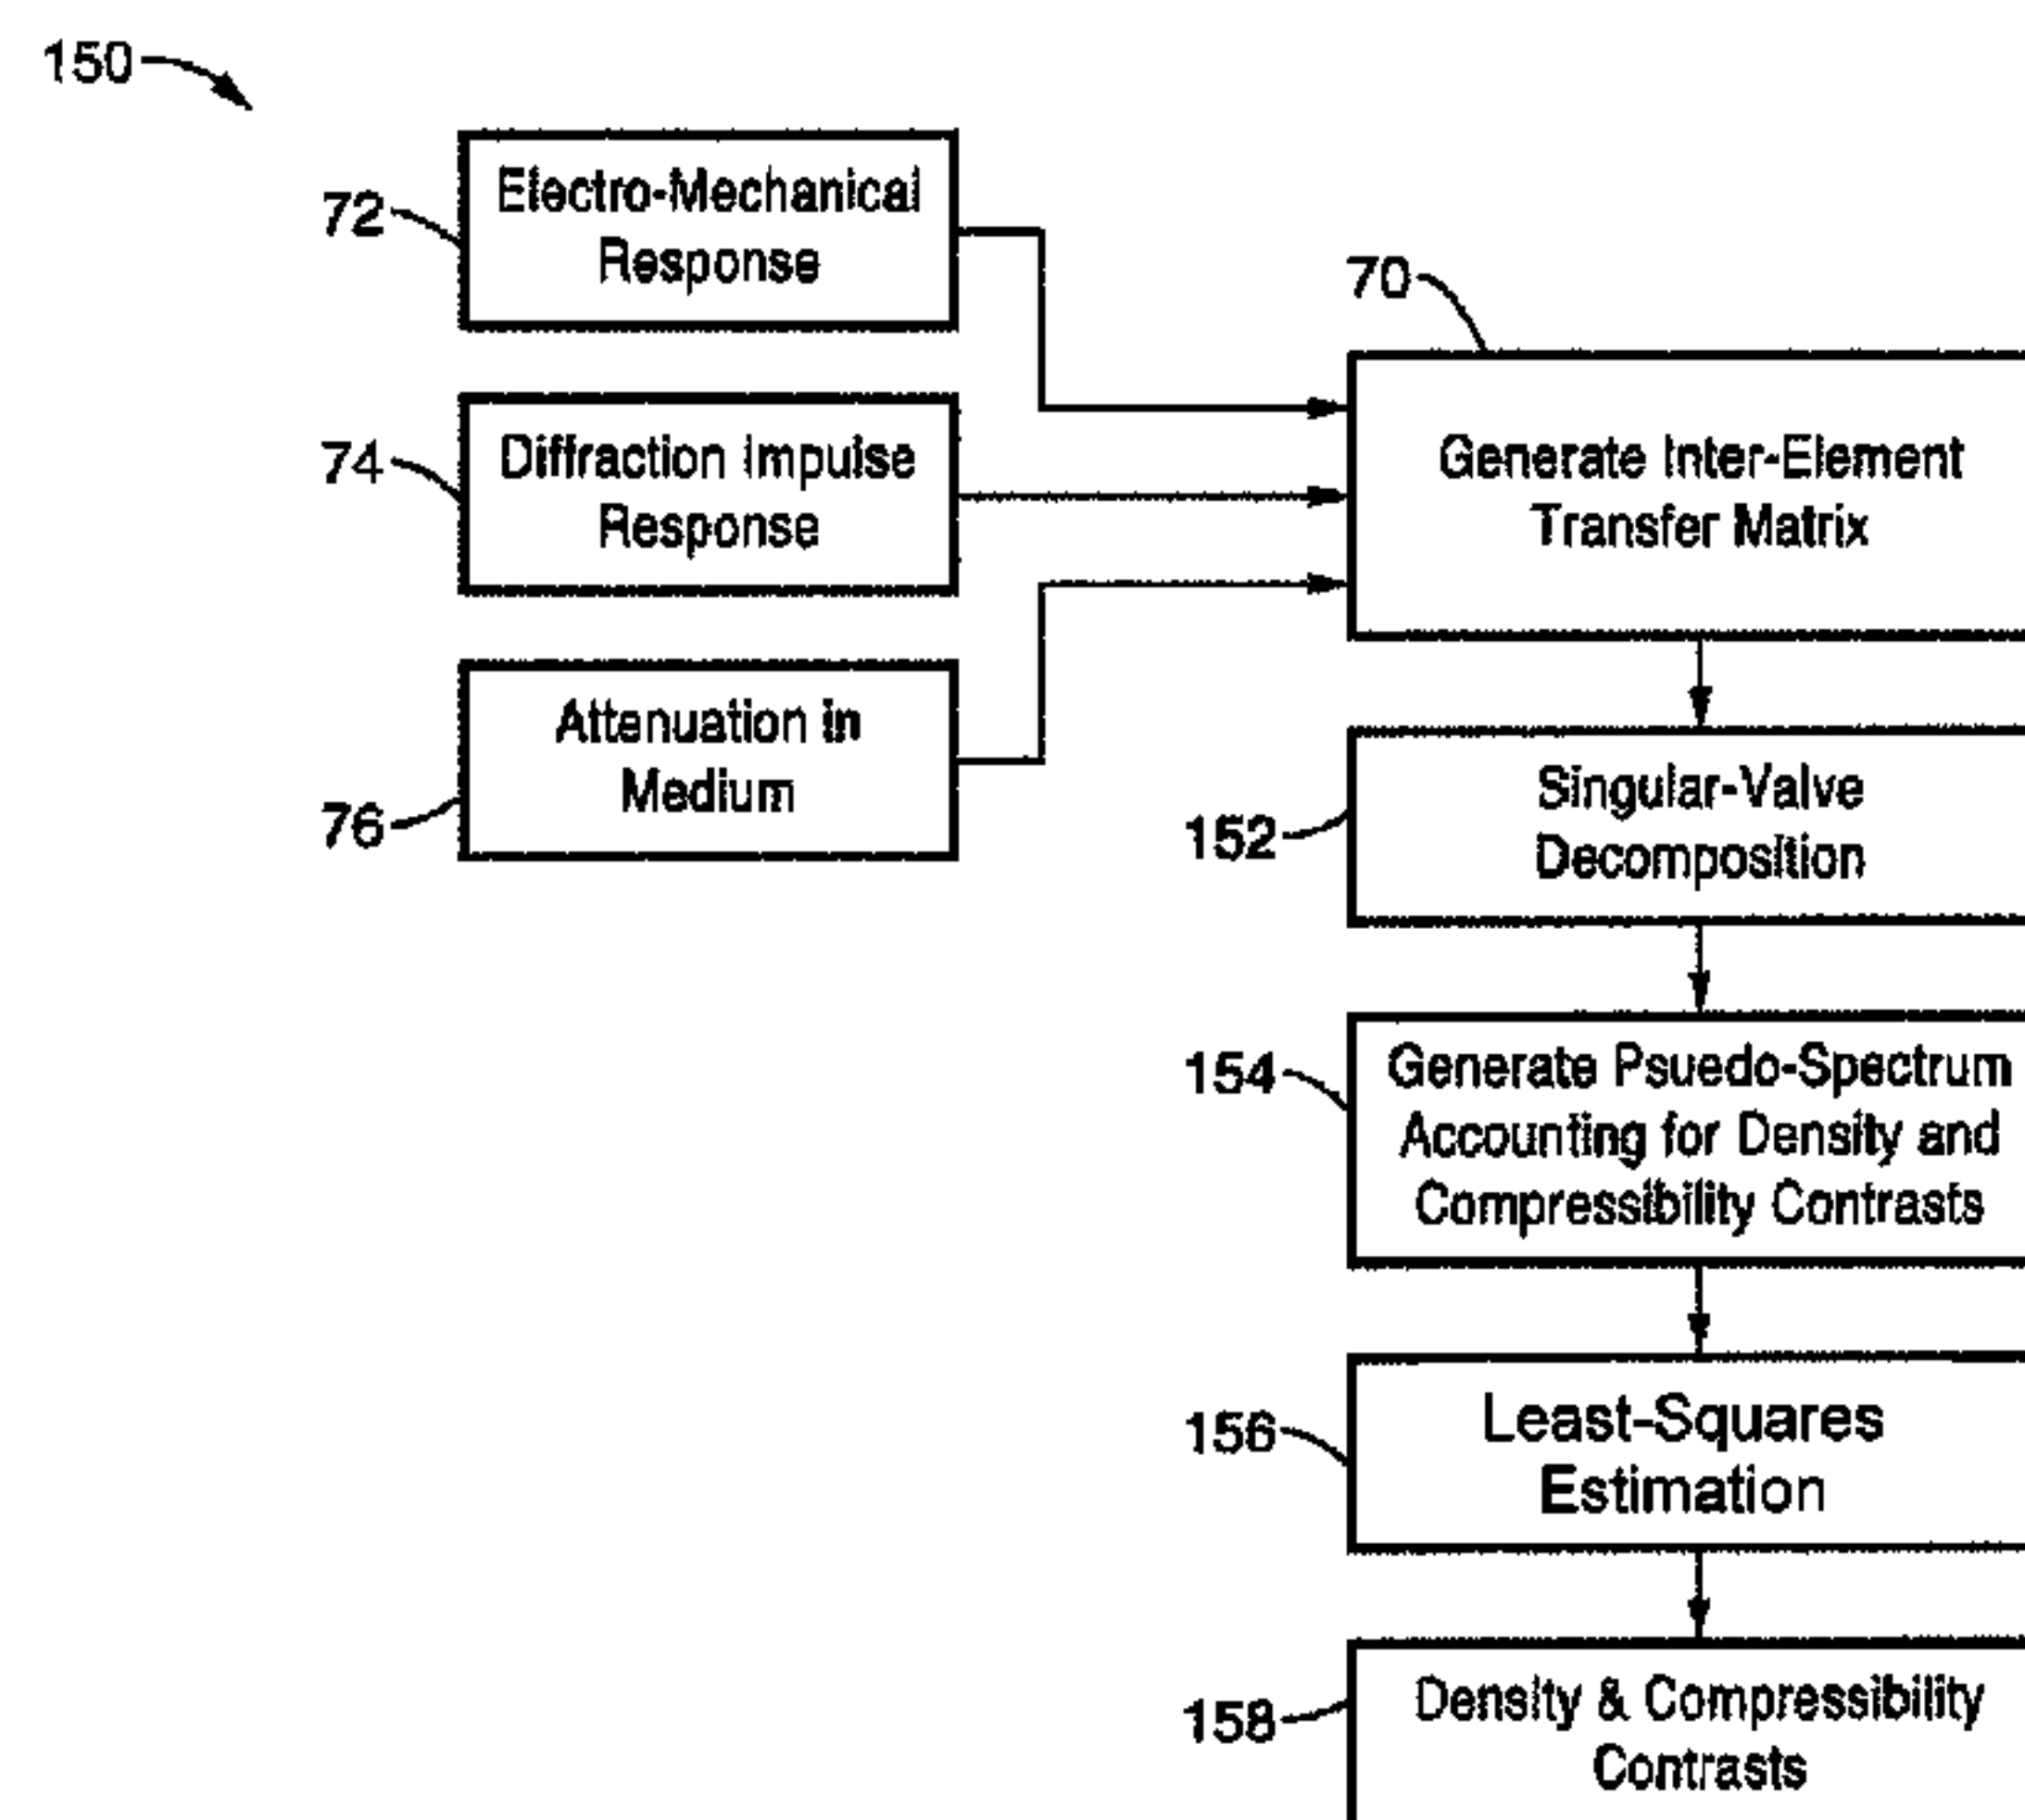 150
72
Electro-Mechanical
Response
74
Diffraction Impulse
Response
76
Attenuation in
Medium
70
Generate Inter-Element
Transfer Matrix
152
Singular-Valve
Decomposition
154
Generate Psuedo-Spectrum
Accounting for Density and
Compressibility Contrasts
156
Least-Squares
Estimation
158
Density & Compressibility
Contrasts